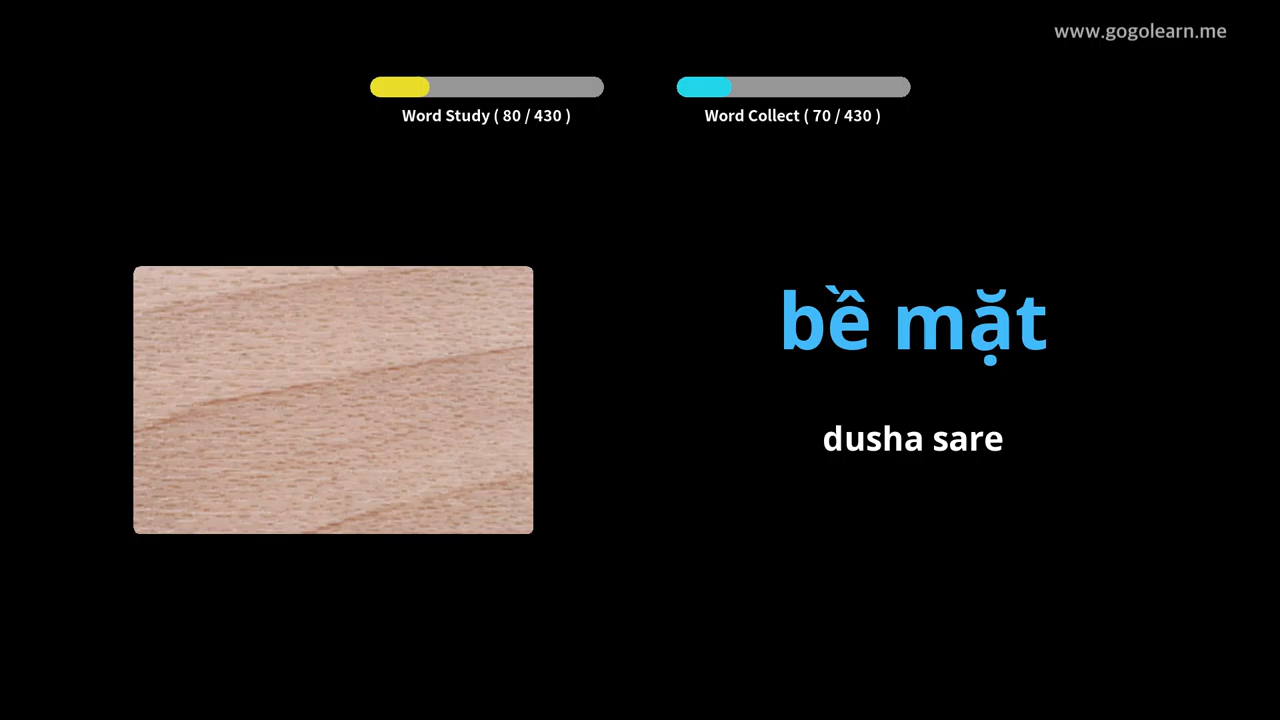 www.gogolearn.me
Word Study ( 80 / 430 )
Word Collect ( 70 / 430 )
bề mặt
dusha sare